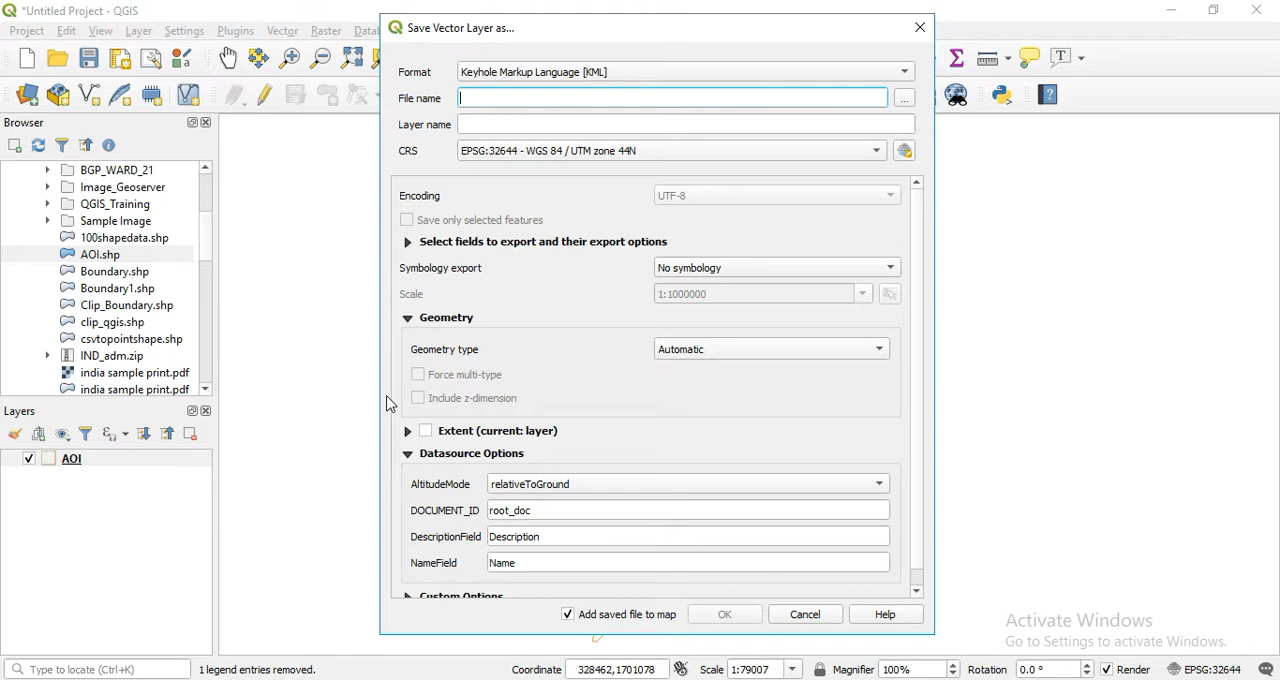 *Untitled Project - QGIS
Project Edit View Layer Settings Plugins Vector Raster Datab
Browser
BGP_WARD_21
Image_Geoserver
QGIS_Training
Sample Image
100shapedata.shp
AOI.shp
Boundary.shp
Boundary1.shp
Clip_Boundary.shp
clip_qgis.shp
csvtopointshape.shp
IND_adm.zip
india sample print.pdf
india sample print.pdf
Layers
AOI
Save Vector Layer as...
Format Keyhole Markup Language [KML]
File name ...
Layer name
CRS EPSG:32644 - WGS 84 / UTM zone 44N
Encoding UTF-8
Save only selected features
Select fields to export and their export options
Symbology export No symbology
Scale 1:1000000
Geometry
Geometry type Automatic
Force multi-type
Include z-dimension
Extent (current: layer)
Datasource Options
AltitudeMode relativeToGround
DOCUMENT_ID root_doc
DescriptionField Description
NameField Name
Custom Options
Add saved file to map OK Cancel Help
Activate Windows
Go to Settings to activate Windows.
Type to locate (Ctrl+K) 1 legend entries removed. Coordinate 328462,1701078 Scale 1:79007 Magnifier 100% Rotation 0.0 ° Render EPSG:32644